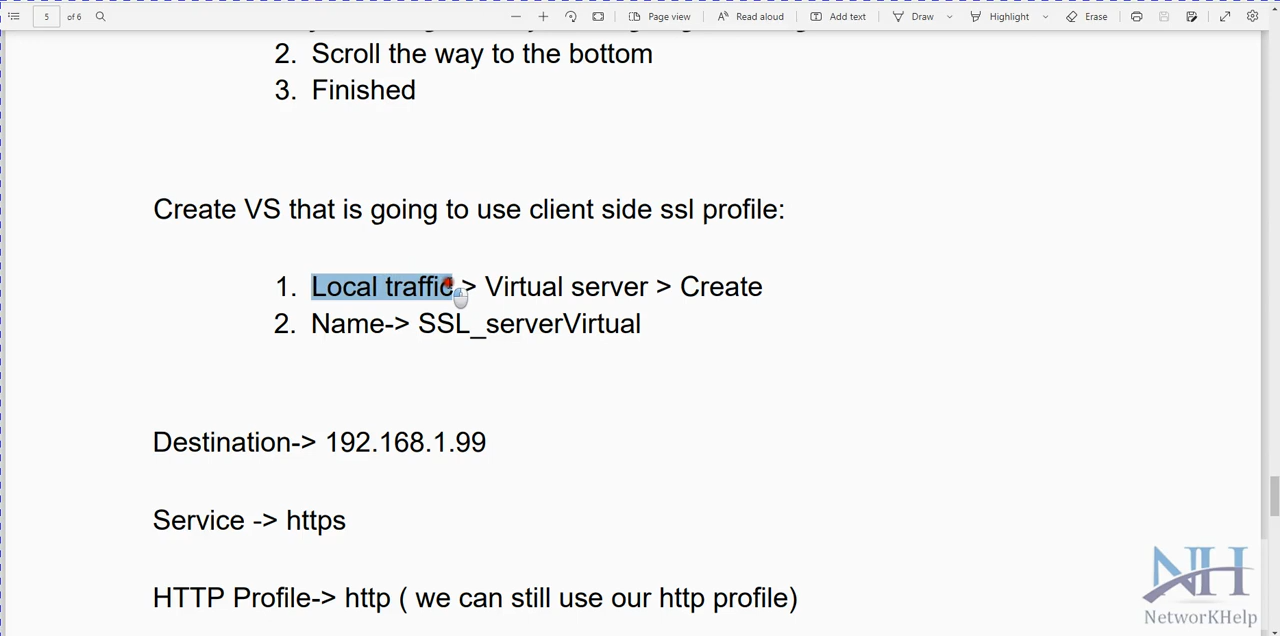 5 of 6 Page view Read aloud Add text Draw Highlight Erase
2. Scroll the way to the bottom
3. Finished
Create VS that is going to use client side ssl profile:
1. Local traffic > Virtual server > Create
2. Name-> SSL_serverVirtual
Destination-> 192.168.1.99
Service -> https
HTTP Profile-> http ( we can still use our http profile)
NH
NetworKHelp